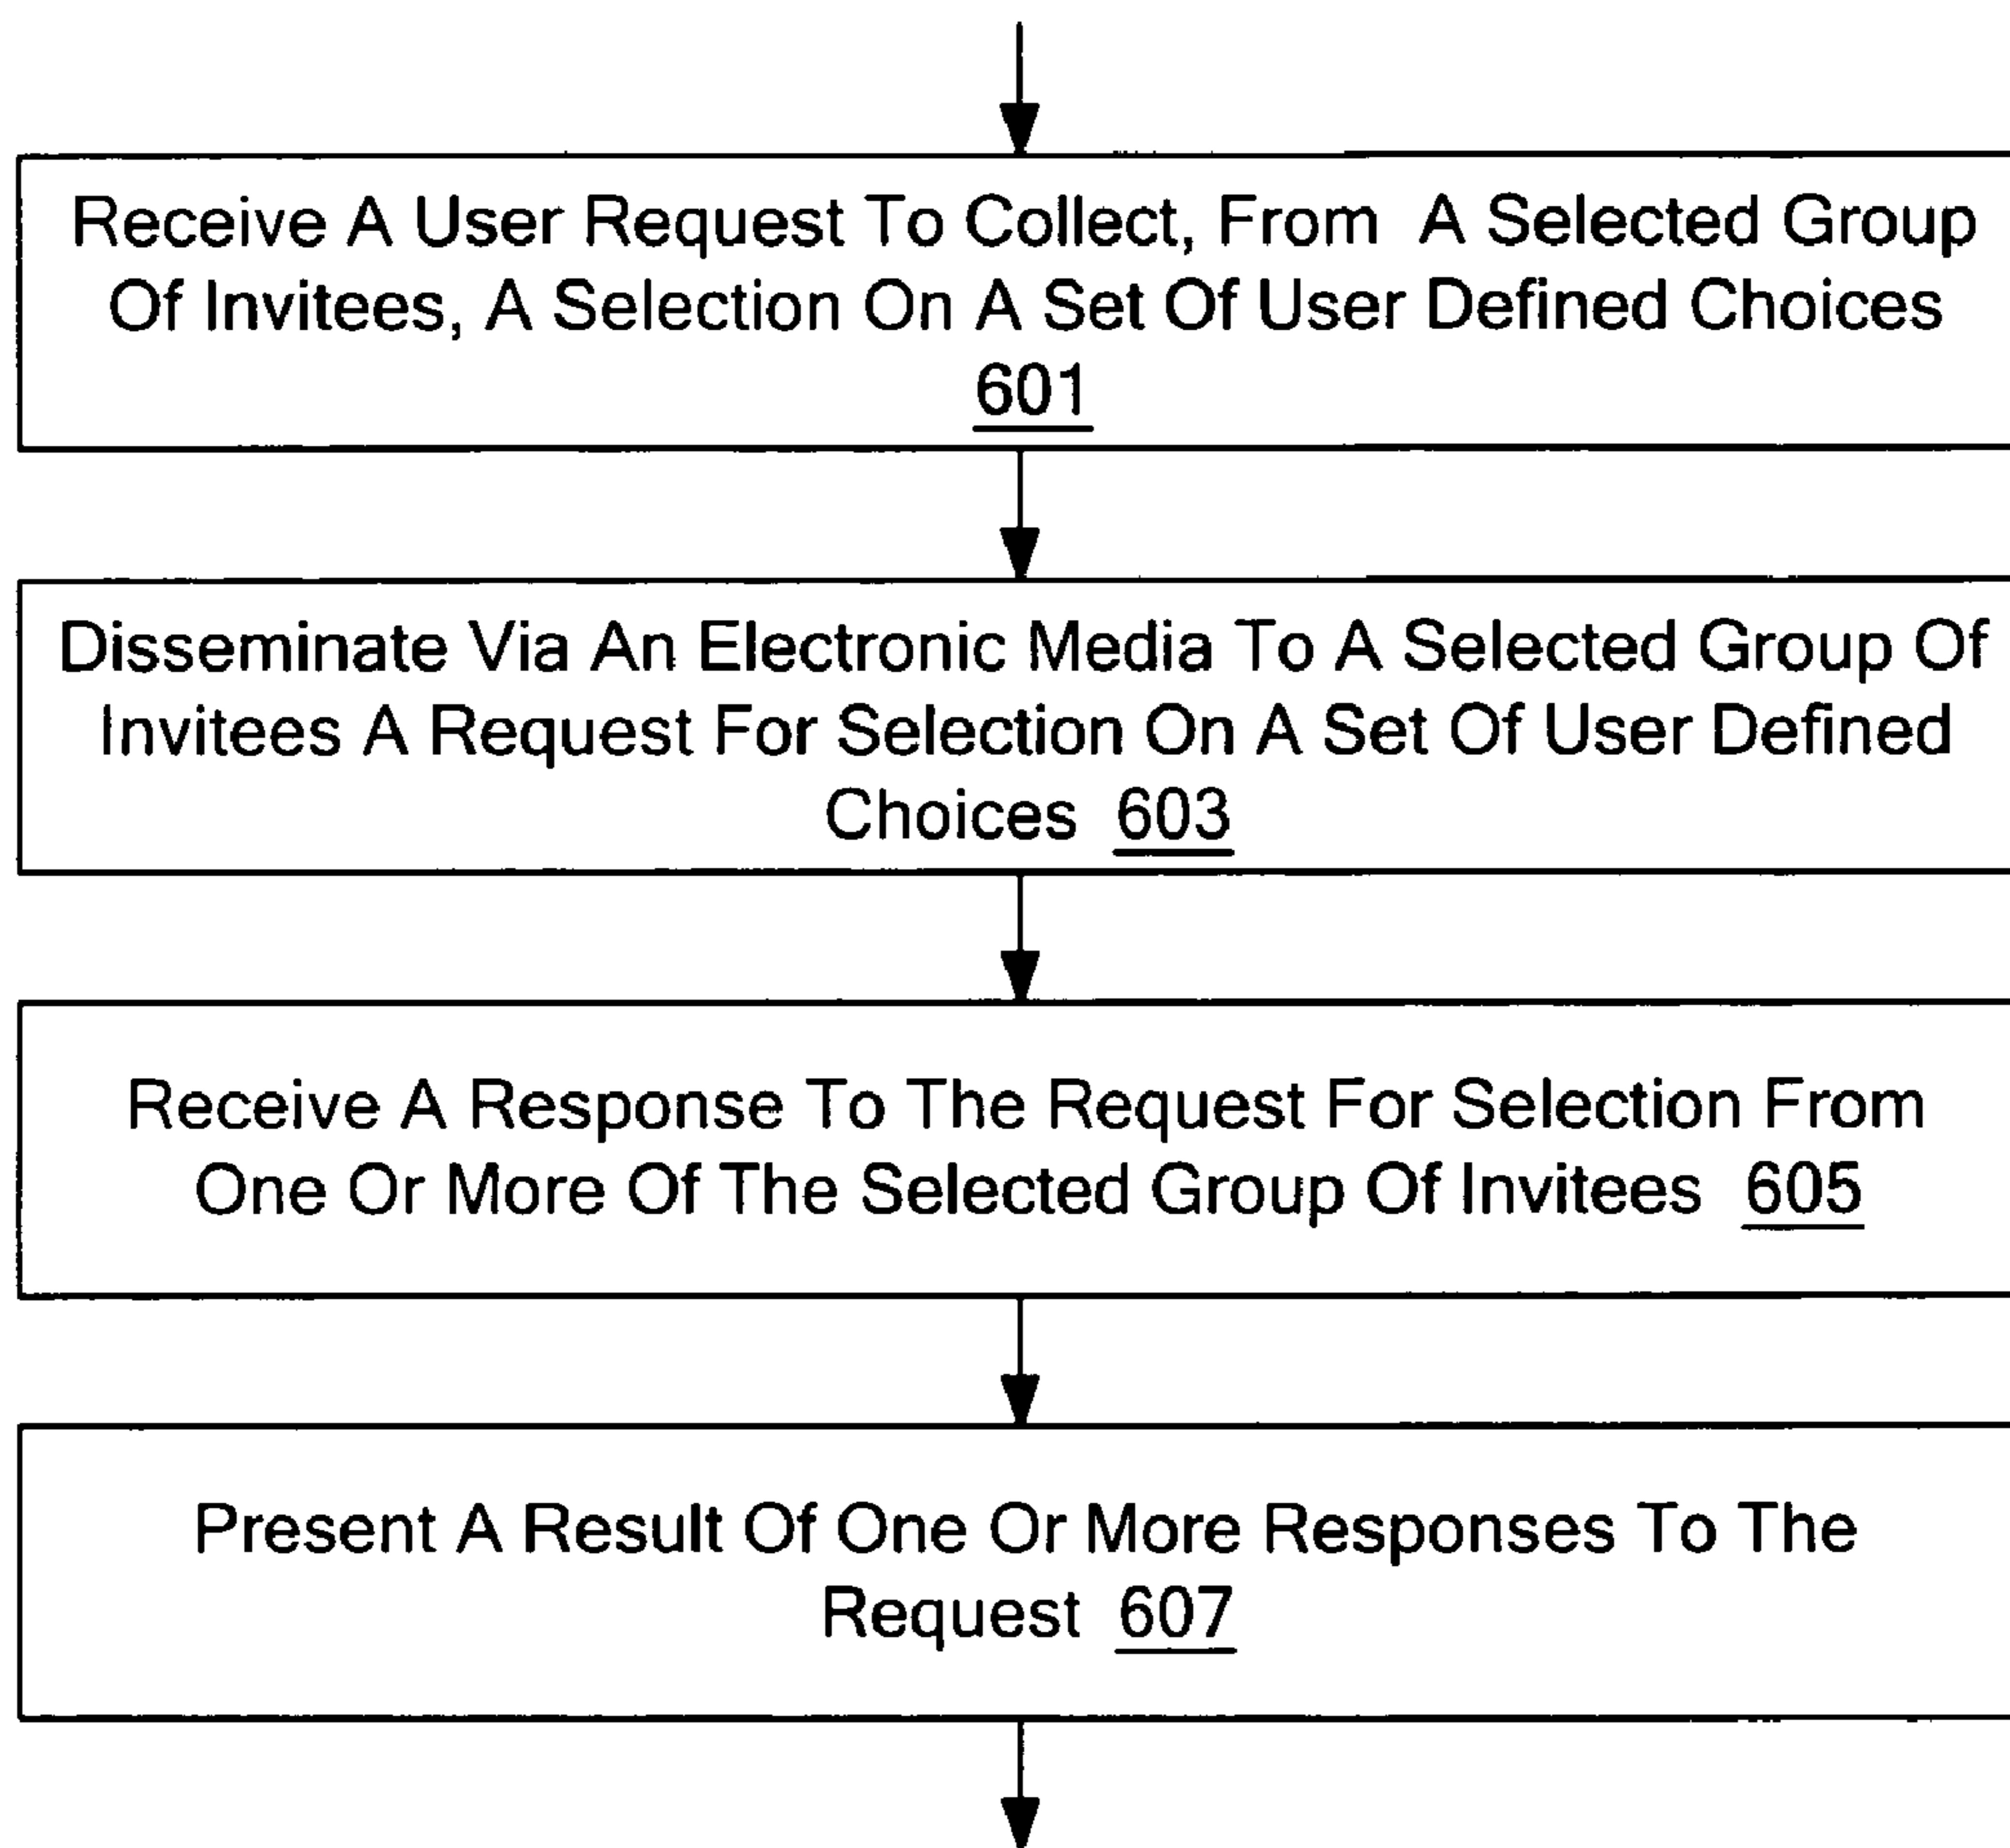 Receive A User Request To Collect, From A Selected Group
Of Invitees, A Selection On A Set Of User Defined Choices
601
Disseminate Via An Electronic Media To A Selected Group Of
Invitees A Request For Selection On A Set Of User Defined
Choices 603
Receive A Response To The Request For Selection From
One Or More Of The Selected Group Of Invitees 605
Present A Result Of One Or More Responses To The
Request 607